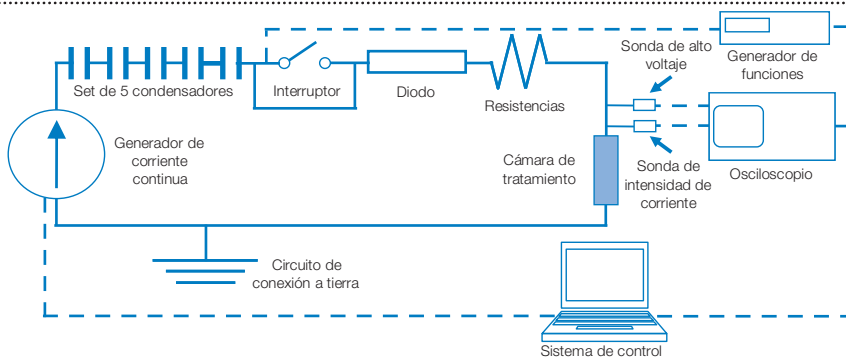 Set de 5 condensadores
Interruptor
Diodo
Resistencias
Sonda de alto
voltaje
Generador de
funciones
Generador de
corriente
continua
Cámara de
tratamiento
Sonda de
intensidad de
corriente
Osciloscopio
Circuito de
conexión a tierra
Sistema de control